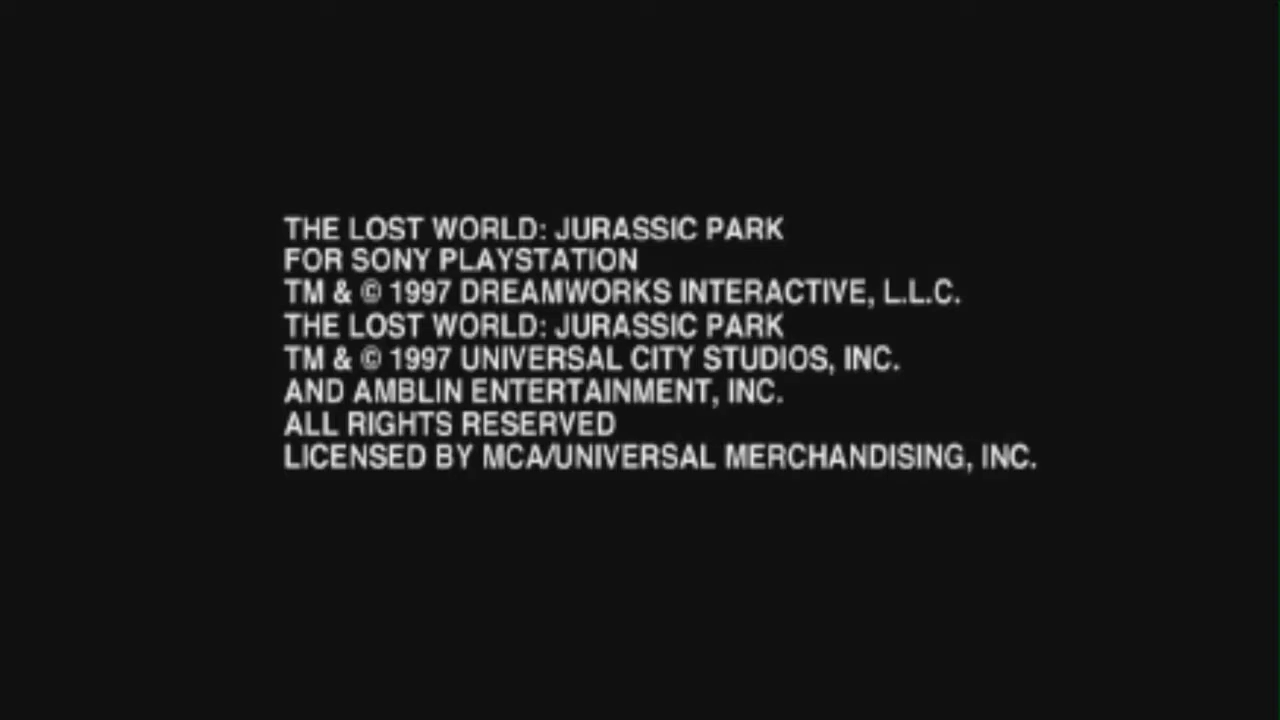 THE LOST WORLD: JURASSIC PARK
FOR SONY PLAYSTATION
TM & © 1997 DREAMWORKS INTERACTIVE, L.L.C.
THE LOST WORLD: JURASSIC PARK
TM & © 1997 UNIVERSAL CITY STUDIOS, INC.
AND AMBLIN ENTERTAINMENT, INC.
ALL RIGHTS RESERVED
LICENSED BY MCA/UNIVERSAL MERCHANDISING, INC.